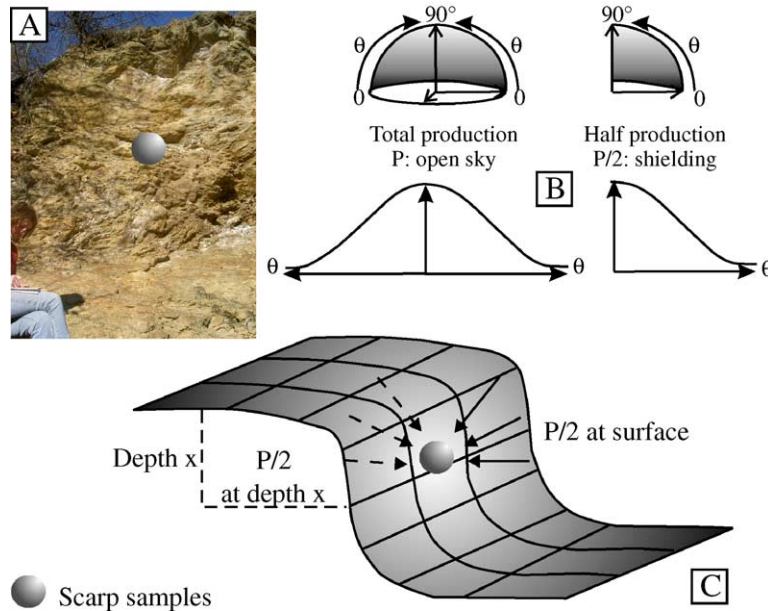 A
90°
θ
θ
0
0
Total production
P: open sky
90°
θ
0
Half production
P/2: shielding
B
θ
θ
θ
Depth x
P/2
at depth x
P/2 at surface
Scarp samples
C